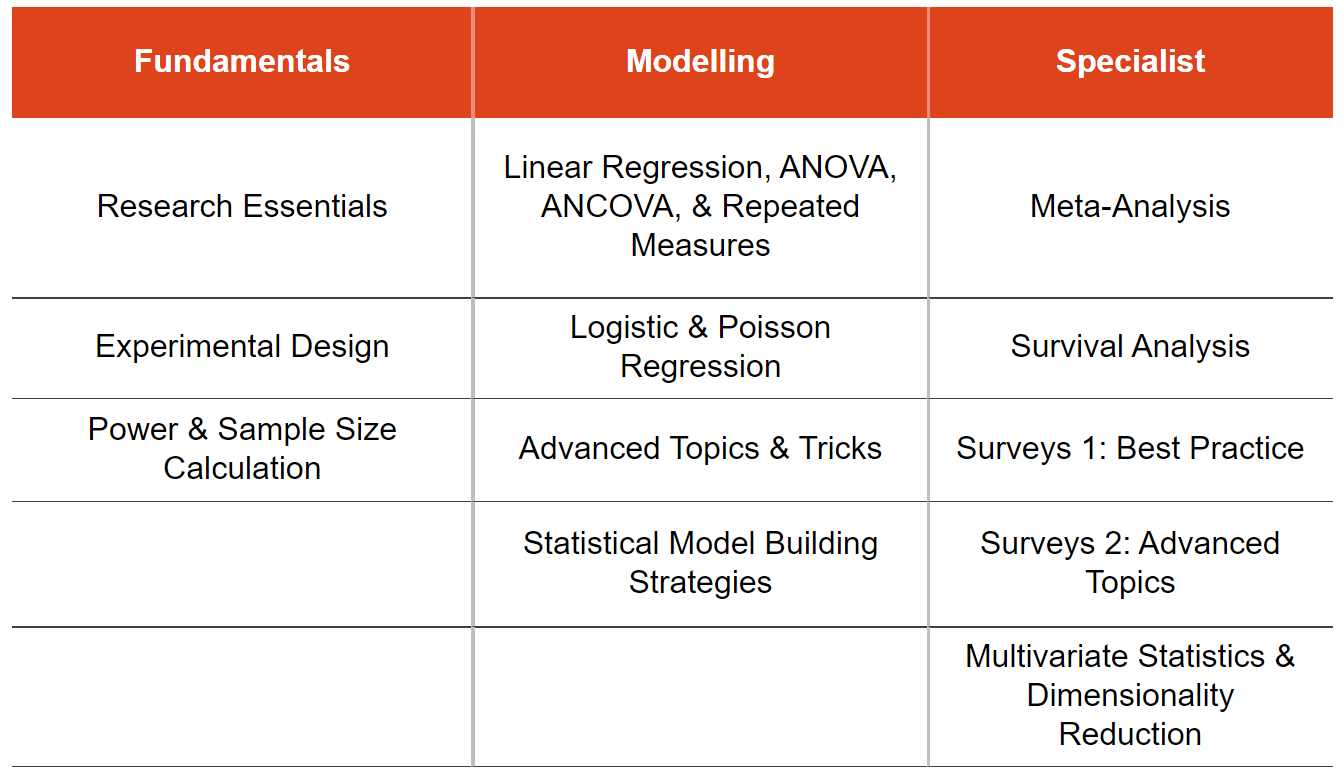 Fundamentals
Modelling
Specialist
Research Essentials
Linear Regression, ANOVA,
ANCOVA, & Repeated
Measures
Meta-Analysis
Experimental Design
Logistic & Poisson
Regression
Survival Analysis
Power & Sample Size
Calculation
Advanced Topics & Tricks
Surveys 1: Best Practice
Statistical Model Building
Strategies
Surveys 2: Advanced
Topics
Multivariate Statistics &
Dimensionality
Reduction